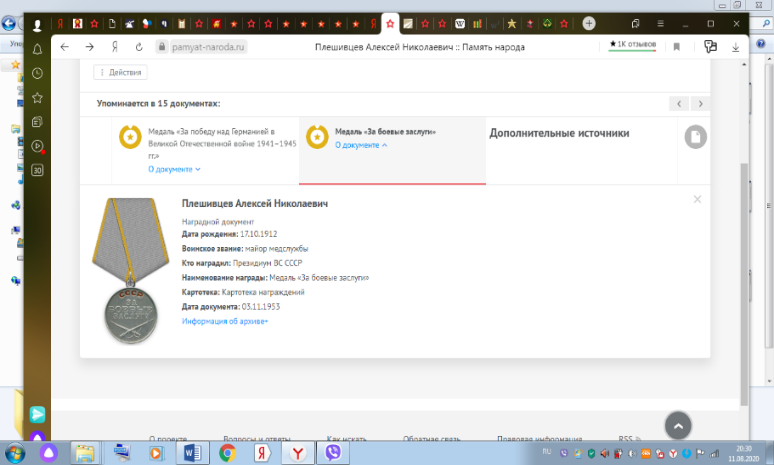 Упо
pamyat-naroda.ru
Плешивцев Алексей Николаевич :: Память народа
★1К отзывов
⋮ Действия
Упоминается в 15 документах:
Медаль «За победу над Германией в
Великой Отечественной войне 1941–1945
гг.»
О документе
Медаль «За боевые заслуги»
О документе
Дополнительные источники
Плешивцев Алексей Николаевич
Наградной документ
Дата рождения: 17.10.1912
Воинское звание: майор медслужбы
Кто наградил: Президиум ВС СССР
Наименование награды: Медаль «За боевые заслуги»
Картотека: Картотека награждений
Дата документа: 03.11.1953
Информация об архиве+
СССР
ЗА
БОЕВЫЕ
ЗАСЛУГИ
30
О проекте
Вопросы и ответы
Как искать
Обратная связь
Правовая информация
RSS
RU
20:30
11.08.2020